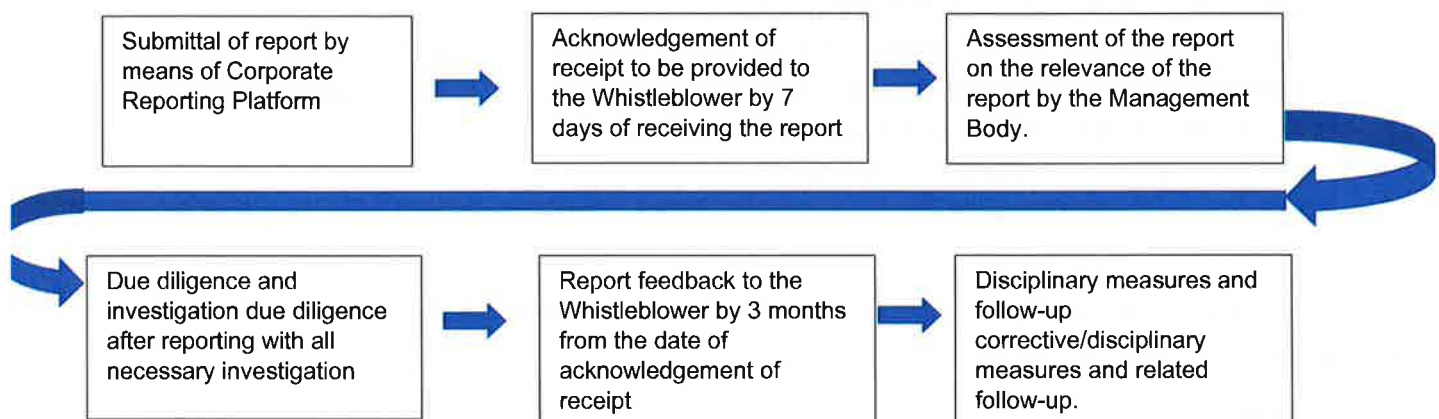 Submittal of report by
means of Corporate
Reporting Platform
Acknowledgement of
receipt to be provided to
the Whistleblower by 7
days of receiving the report
Assessment of the report
on the relevance of the
report by the Management
Body.
Due diligence and
investigation due diligence
after reporting with all
necessary investigation
Report feedback to the
Whistleblower by 3 months
from the date of
acknowledgement of
receipt
Disciplinary measures and
follow-up
corrective/disciplinary
measures and related
follow-up.